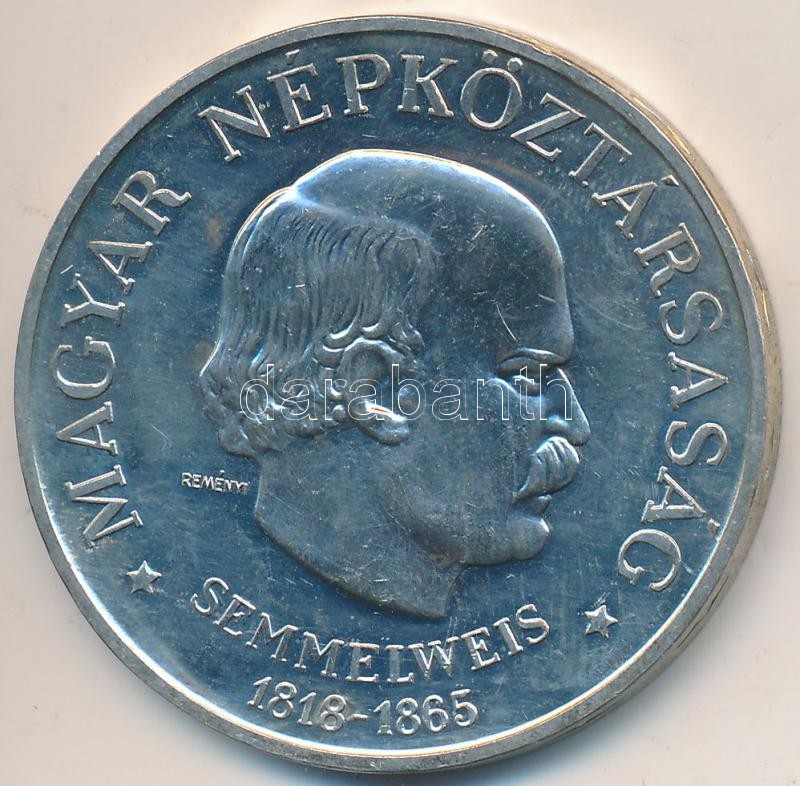 MAGYAR NÉPKÖZTÁRSASÁG
darabanth
REMÉNYI
SEMMELWEIS
1818-1865